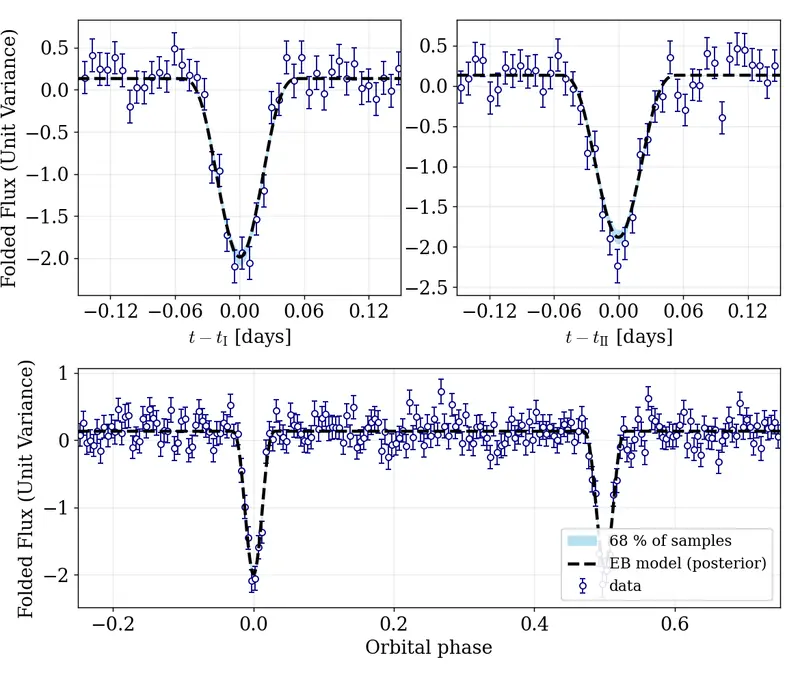 Folded Flux (Unit Variance)
0.5
0.0
−0.5
−1.0
−1.5
−2.0
−0.12 −0.06 0.00 0.06 0.12
t − tI [days]
0.5
0.0
−0.5
−1.0
−1.5
−2.0
−2.5
−0.12 −0.06 0.00 0.06 0.12
t − tII [days]
Folded Flux (Unit Variance)
1
0
−1
−2
68 % of samples
EB model (posterior)
data
−0.2 0.0 0.2 0.4 0.6
Orbital phase